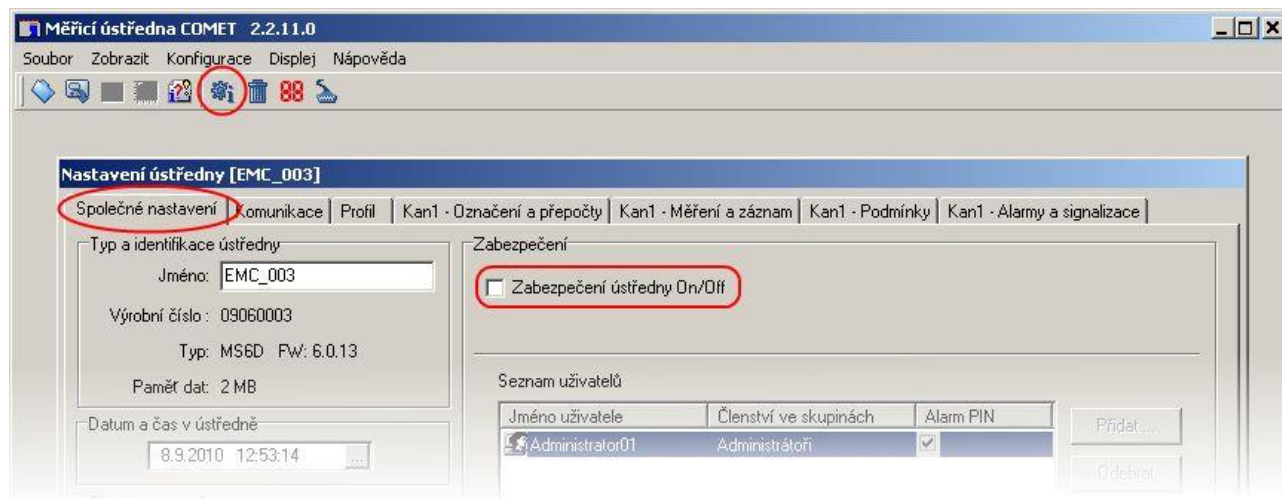 Měřicí ústředna COMET 2.2.11.0
Soubor Zobrazit Konfigurace Displej Nápověda
Nastavení ústředny [EMC_003]
Společné nastavení Komunikace Profil Kan1 - Označení a přepočty Kan1 - Měření a záznam Kan1 - Podmínky Kan1 - Alarmy a signalizace
Typ a identifikace ústředny
Jméno: EMC_003
Výrobní číslo : 09060003
Typ: MS6D FW: 6.0.13
Paměť dat: 2 MB
Datum a čas v ústředně
8.9.2010 12:53:14 ...
Zabezpečení
Zabezpečení ústředny On/Off
Seznam uživatelů
Jméno uživatele Členství ve skupinách Alarm PIN
Administrator01 Administrátoři
Přidat ...
Odebrat